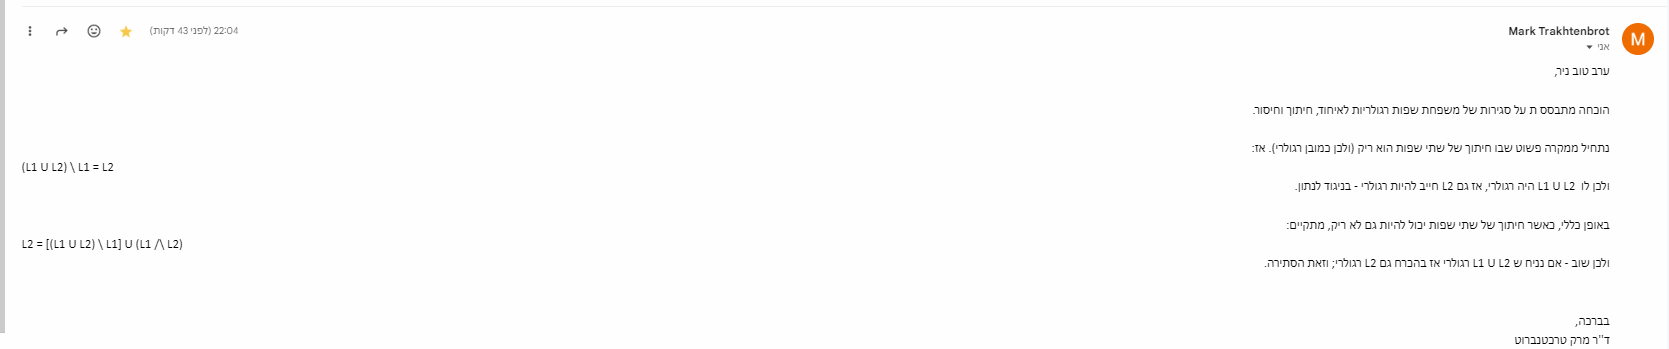 Mark Trakhtenbrot
22:04 (לפני 43 דקות)
אני
M
ערב טוב ניר,
הוכחה מתבסס ת על סגירות של משפחת שפות רגולריות לאיחוד, חיתוך וחיסור.
נתחיל ממקרה פשוט שבו חיתוך של שתי שפות הוא ריק (ולכן כמובן רגולרי). אז:
(L1 U L2) \ L1 = L2
ולכן לו L1 U L2 היה רגולרי, אז גם L2 חייב להיות רגולרי - בניגוד לנתון.
באופן כללי, כאשר חיתוך של שתי שפות יכול להיות גם לא ריק, מתקיים:
L2 = [(L1 U L2) \ L1] U (L1 /\ L2)
ולכן שוב - אם נניח ש L1 U L2 רגולרי אז בהכרח גם L2 רגולרי; וזאת הסתירה.
בברכה,
ד"ר מרק טרכטנברוט